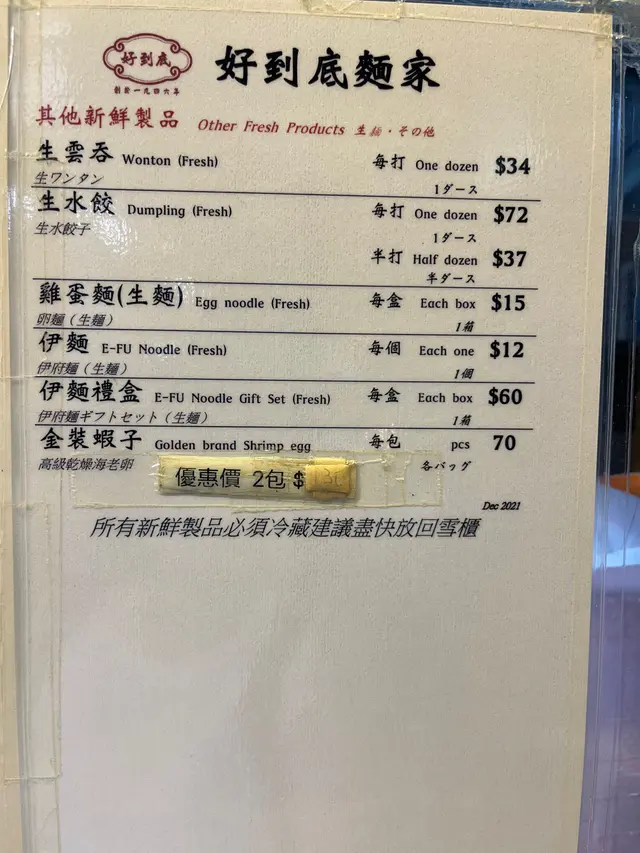 好到底
創於一九四六年
好到底麵家
其他新鮮製品 Other Fresh Products 生麺・その他
生雲吞 Wonton (Fresh) 每打 One dozen $34
生ワンタン 1ダース
生水餃 Dumpling (Fresh) 每打 One dozen $72
生水餃子 1ダース
半打 Half dozen $37
半ダース
雞蛋麵(生麵) Egg noodle (Fresh) 每盒 Each box $15
卵麺（生麺） 1箱
伊麵 E-FU Noodle (Fresh) 每個 Each one $12
伊府麺（生麺） 1個
伊麵禮盒 E-FU Noodle Gift Set (Fresh) 每盒 Each box $60
伊府麺ギフトセット（生麺） 1箱
金裝蝦子 Golden brand Shrimp egg 每包 pcs 70
高級乾燥海老卵 各バッグ
優惠價 2包 $
Dec 2021
所有新鮮製品必須冷藏建議盡快放回雪櫃